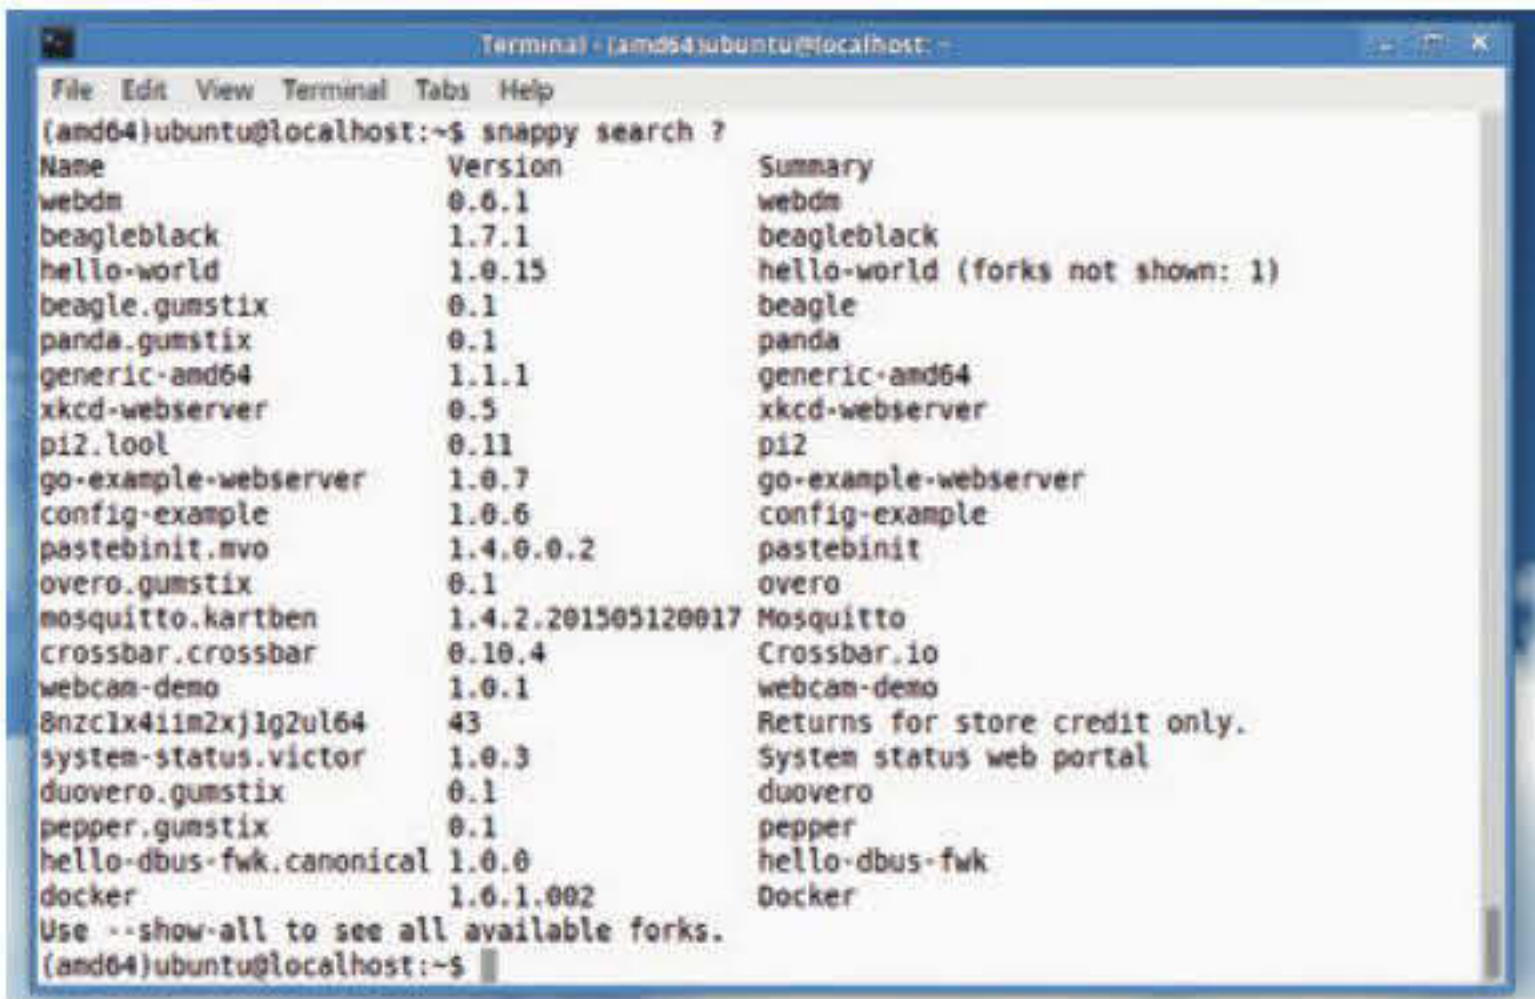 Terminal - (amd64)ubuntu@localhost: ~
File Edit View Terminal Tabs Help
(amd64)ubuntu@localhost:~$ snappy search ?
Name Version Summary
webdm 0.6.1 webdm
beagleblack 1.7.1 beagleblack
hello-world 1.0.15 hello-world (forks not shown: 1)
beagle.gumstix 0.1 beagle
panda.gumstix 0.1 panda
generic-amd64 1.1.1 generic-amd64
xkcd-webserver 0.5 xkcd-webserver
pi2.lool 0.11 pi2
go-example-webserver 1.0.7 go-example-webserver
config-example 1.0.6 config-example
pastebinit.mvo 1.4.0.0.2 pastebinit
overo.gumstix 0.1 overo
mosquitto.kartben 1.4.2.201505120017 Mosquitto
crossbar.crossbar 0.10.4 Crossbar.io
webcam-demo 1.0.1 webcam-demo
8nzc1x4iim2xj1g2ul64 43 Returns for store credit only.
system-status.victor 1.0.3 System status web portal
duovero.gumstix 0.1 duovero
pepper.gumstix 0.1 pepper
hello-dbus-fwk.canonical 1.0.0 hello-dbus-fwk
docker 1.6.1.002 Docker
Use --show-all to see all available forks.
(amd64)ubuntu@localhost:~$